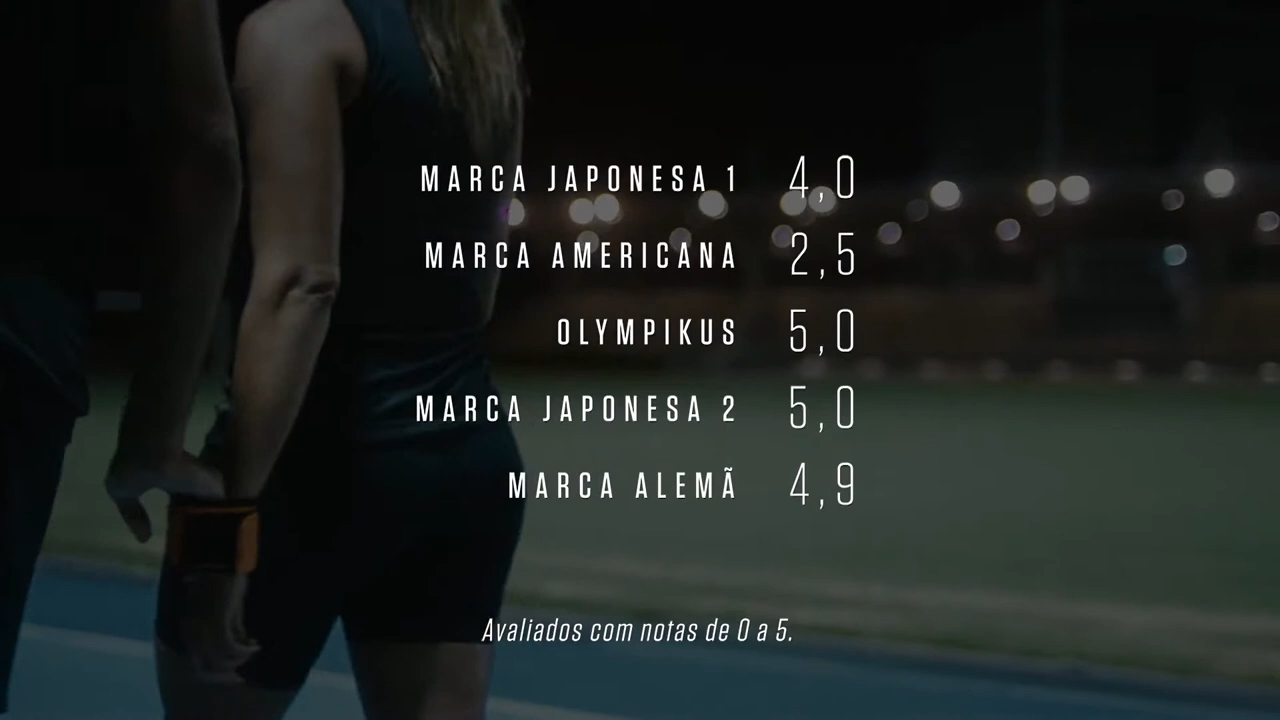 MARCA JAPONESA 1 4,0
MARCA AMERICANA 2,5
OLYMPIKUS 5,0
MARCA JAPONESA 2 5,0
MARCA ALEMÃ 4,9
Avaliados com notas de 0 a 5.